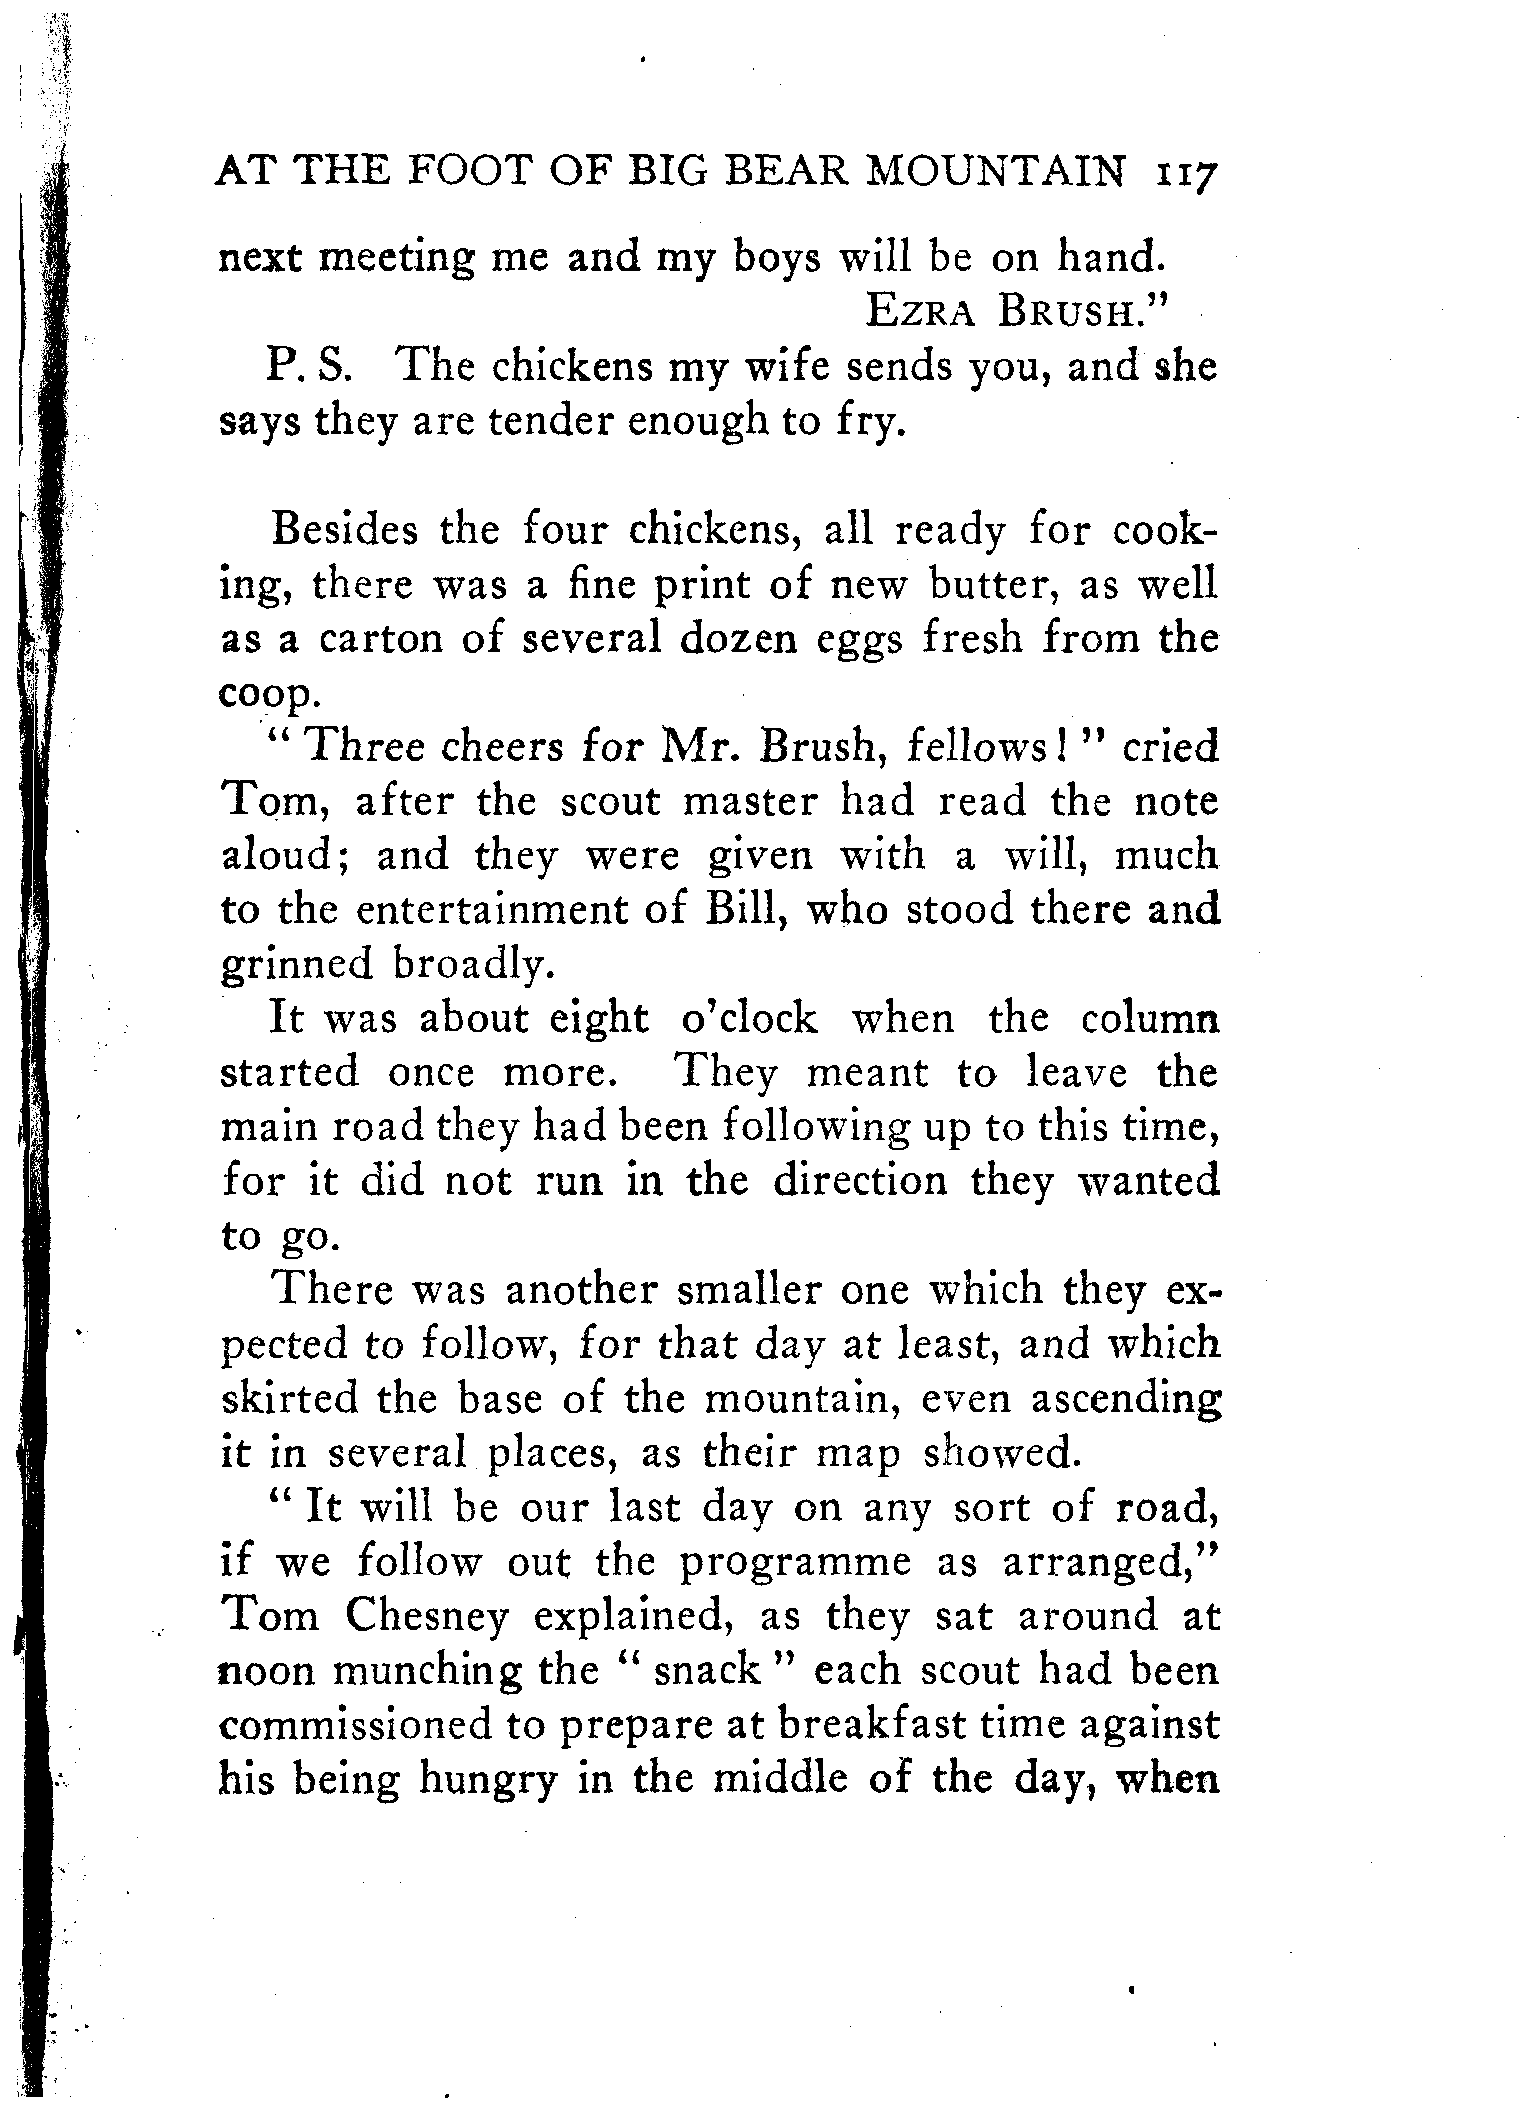 AT THE FOOT OF BIG BEAR MOUNTAIN 117
next meeting me and my boys will be on hand.
EZRA BRUSH."
P. S. The chickens my wife sends you, and she
says they are tender enough to fry.
Besides the four chickens, all ready for cook-
ing, there was a fine print of new butter, as well
as a carton of several dozen eggs fresh from the
coop.
" Three cheers for Mr. Brush, fellows! " cried
Tom, after the scout master had read the note
aloud; and they were given with a will, much
to the entertainment of Bill, who stood there and
grinned broadly.
It was about eight o'clock when the column
started once more. They meant to leave the
main road they had been following up to this time,
for it did not run in the direction they wanted
to go.
There was another smaller one which they ex-
pected to follow, for that day at least, and which
skirted the base of the mountain, even ascending
it in several places, as their map showed.
" It will be our last day on any sort of road,
if we follow out the programme as arranged,"
Tom Chesney explained, as they sat around at
noon munching the " snack " each scout had been
commissioned to prepare at breakfast time against
his being hungry in the middle of the day, when